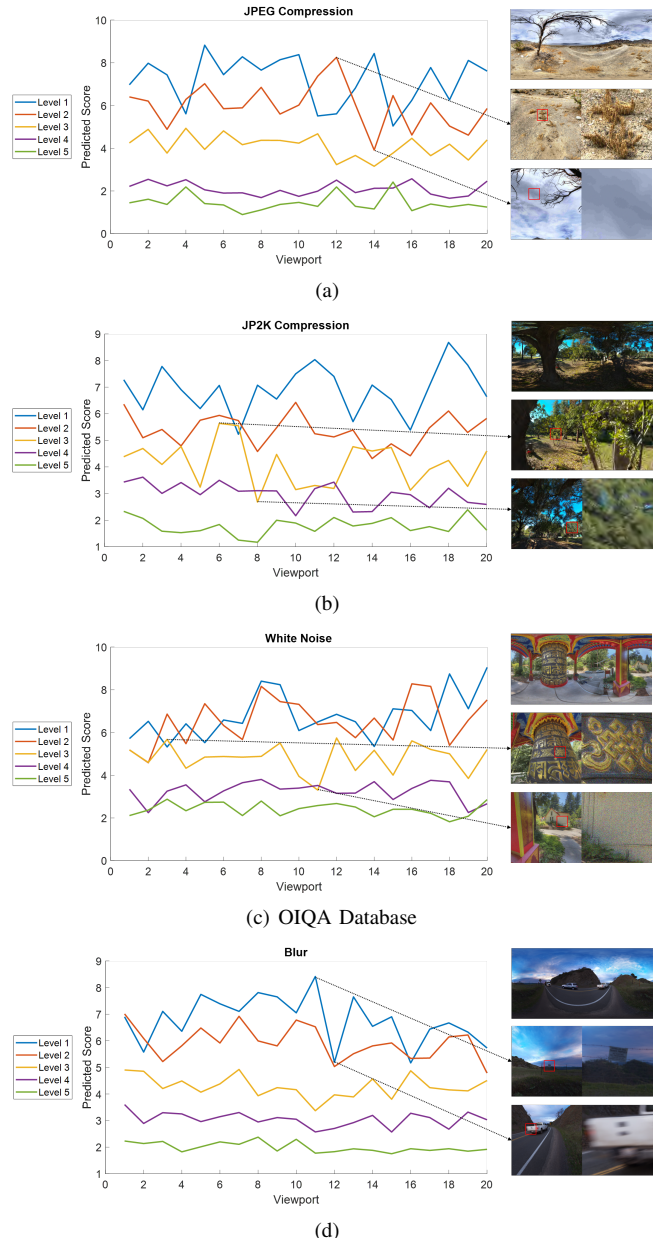 JPEG Compression
10
8
6
4
2
0
Predicted Score
Level 1
Level 2
Level 3
Level 4
Level 5
0 2 4 6 8 10 12 14 16 18 20
Viewport
(a)
JP2K Compression
9
8
7
6
5
4
3
2
1
Predicted Score
Level 1
Level 2
Level 3
Level 4
Level 5
0 2 4 6 8 10 12 14 16 18 20
Viewport
(b)
White Noise
10
8
6
4
2
0
Predicted Score
Level 1
Level 2
Level 3
Level 4
Level 5
0 2 4 6 8 10 12 14 16 18 20
Viewport
(c) OIQA Database
Blur
9
8
7
6
5
4
3
2
1
Predicted Score
Level 1
Level 2
Level 3
Level 4
Level 5
0 2 4 6 8 10 12 14 16 18 20
Viewport
(d)